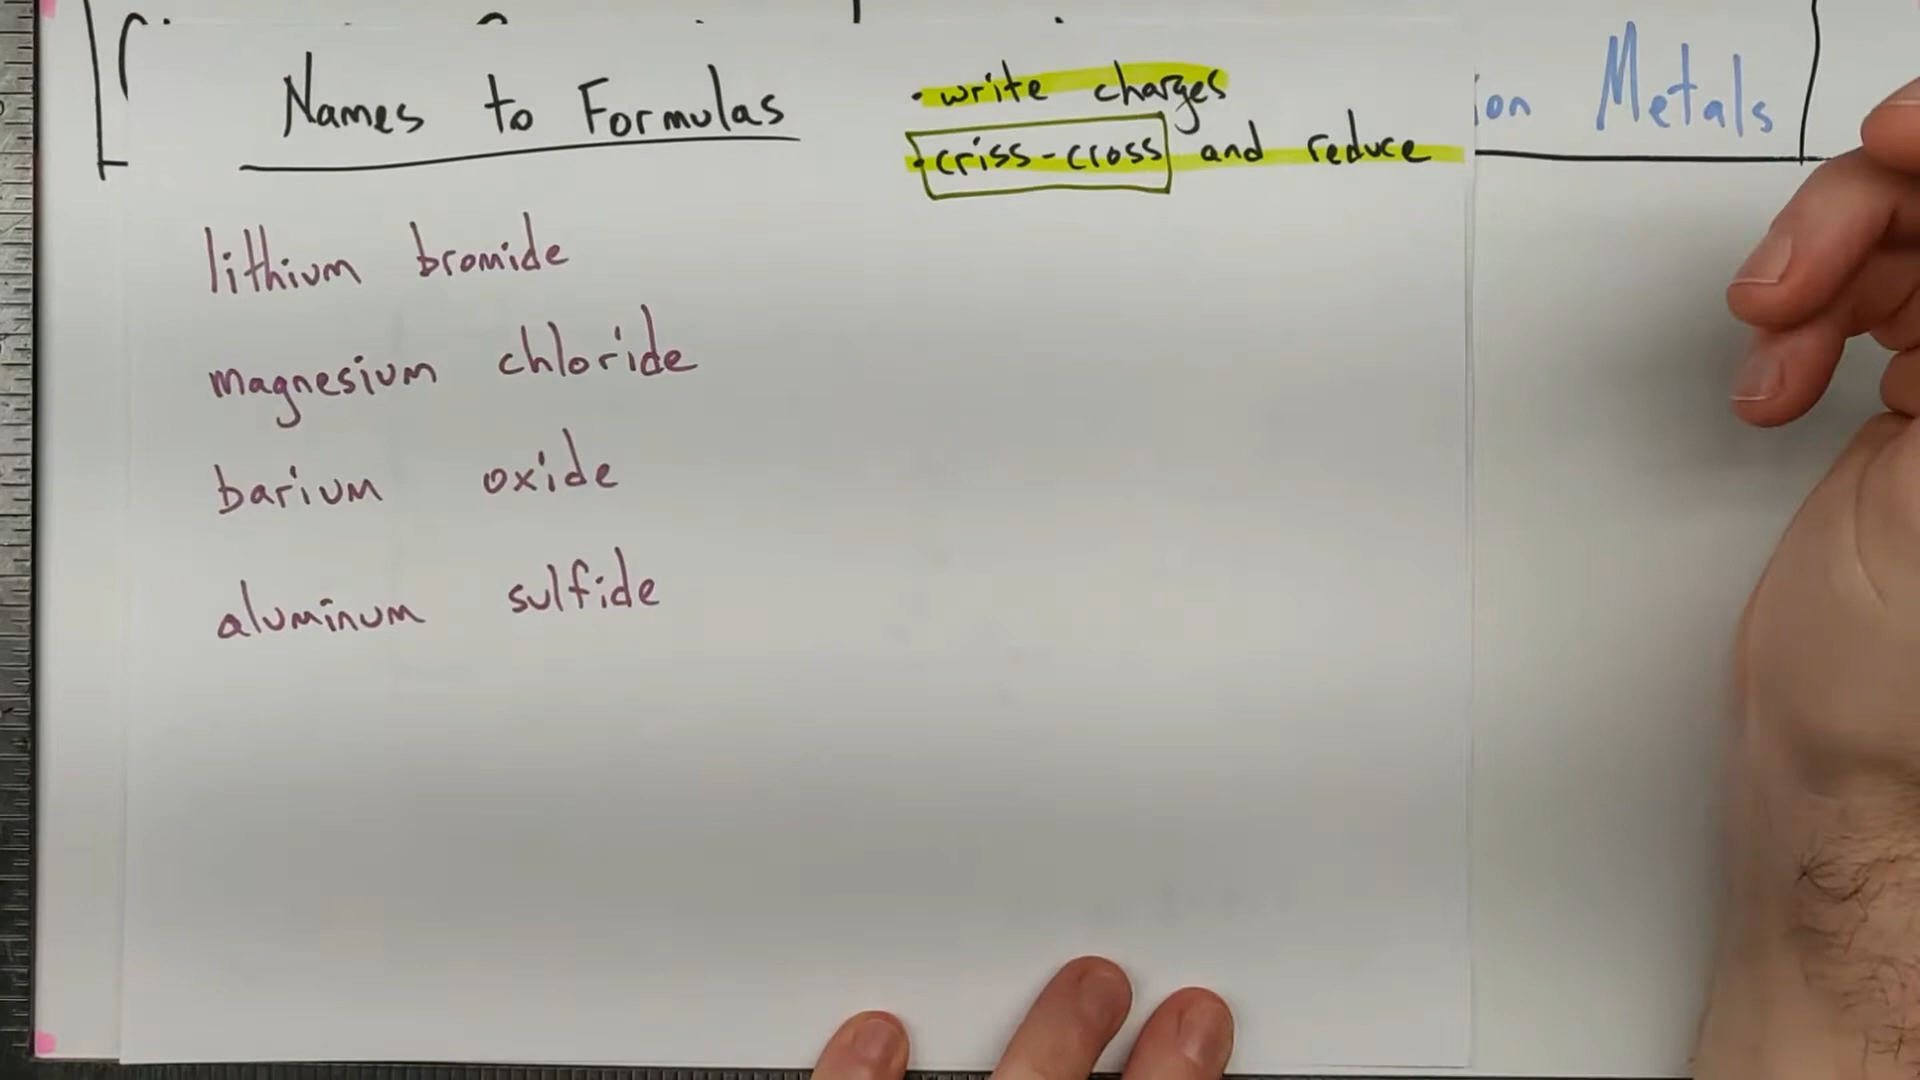 Names to Formulas
• write charges
• criss-cross and reduce
ion Metals
lithium bromide
magnesium chloride
barium oxide
aluminum sulfide